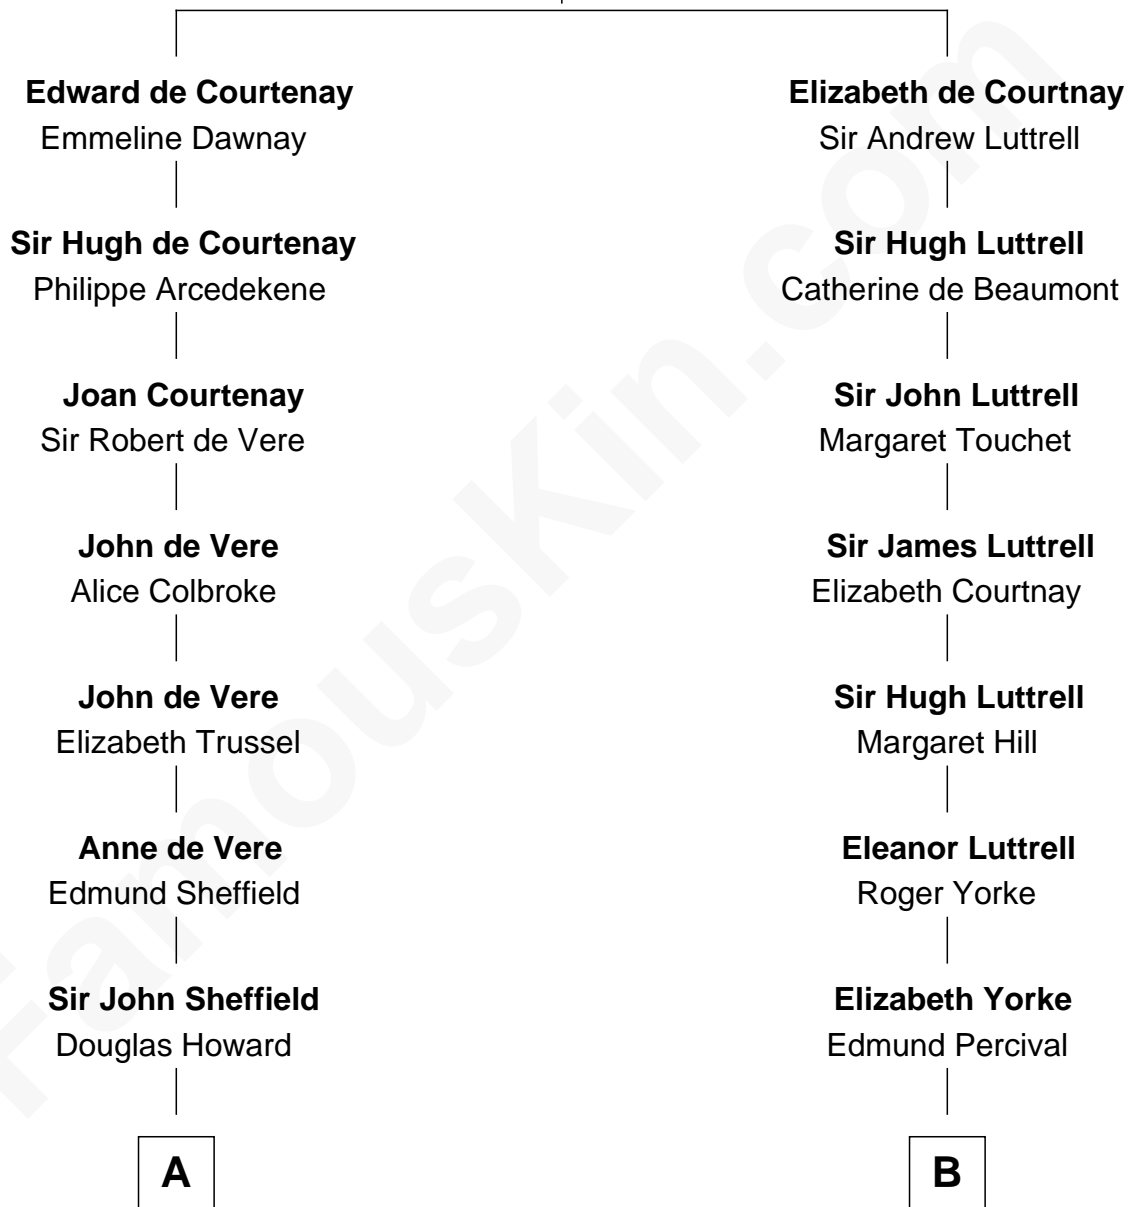 Edward de Courtenay
Emmeline Dawnay
Sir Hugh de Courtenay
Philippe Arcedekene
Joan Courtenay
Sir Robert de Vere
John de Vere
Alice Colbroke
John de Vere
Elizabeth Trussel
Anne de Vere
Edmund Sheffield
Sir John Sheffield
Douglas Howard
A
Elizabeth de Courtnay
Sir Andrew Luttrell
Sir Hugh Luttrell
Catherine de Beaumont
Sir John Luttrell
Margaret Touchet
Sir James Luttrell
Elizabeth Courtnay
Sir Hugh Luttrell
Margaret Hill
Eleanor Luttrell
Roger Yorke
Elizabeth Yorke
Edmund Percival
B
FamousKin.com